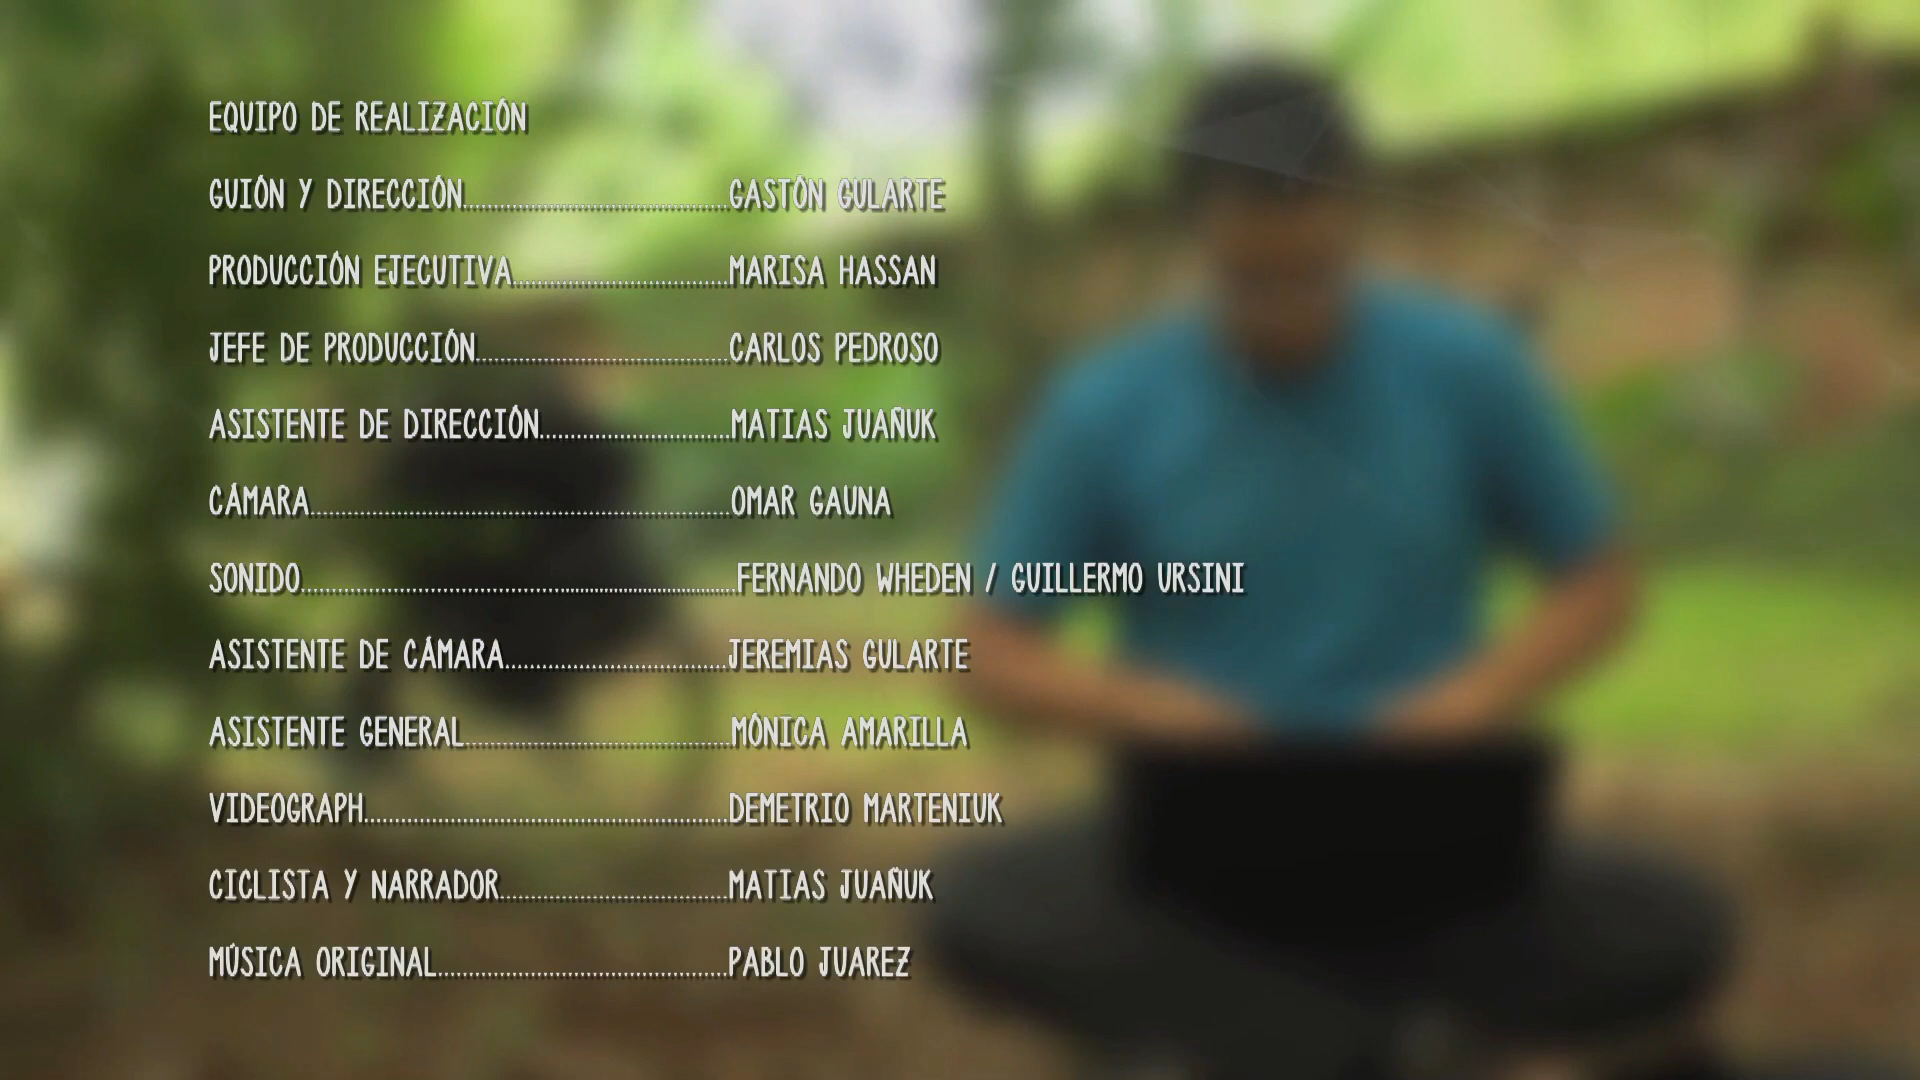 EQUIPO DE REALIZACIÓN
GUIÓN Y DIRECCIÓN..........................................GASTÓN GULARTE
PRODUCCIÓN EJECUTIVA..................................MARISA HASSAN
JEFE DE PRODUCCIÓN........................................CARLOS PEDROSO
ASISTENTE DE DIRECCIÓN..............................MATIAS JUAÑUK
CÁMARA..................................................................OMAR GAUNA
SONIDO......................................................................FERNANDO WHEDEN / GUILLERMO URSINI
ASISTENTE DE CÁMARA...................................JEREMIAS GULARTE
ASISTENTE GENERAL..........................................MÓNICA AMARILLA
VIDEOGRAPH.........................................................DEMETRIO MARTENIUK
CICLISTA Y NARRADOR....................................MATIAS JUAÑUK
MÚSICA ORIGINAL..............................................PABLO JUAREZ